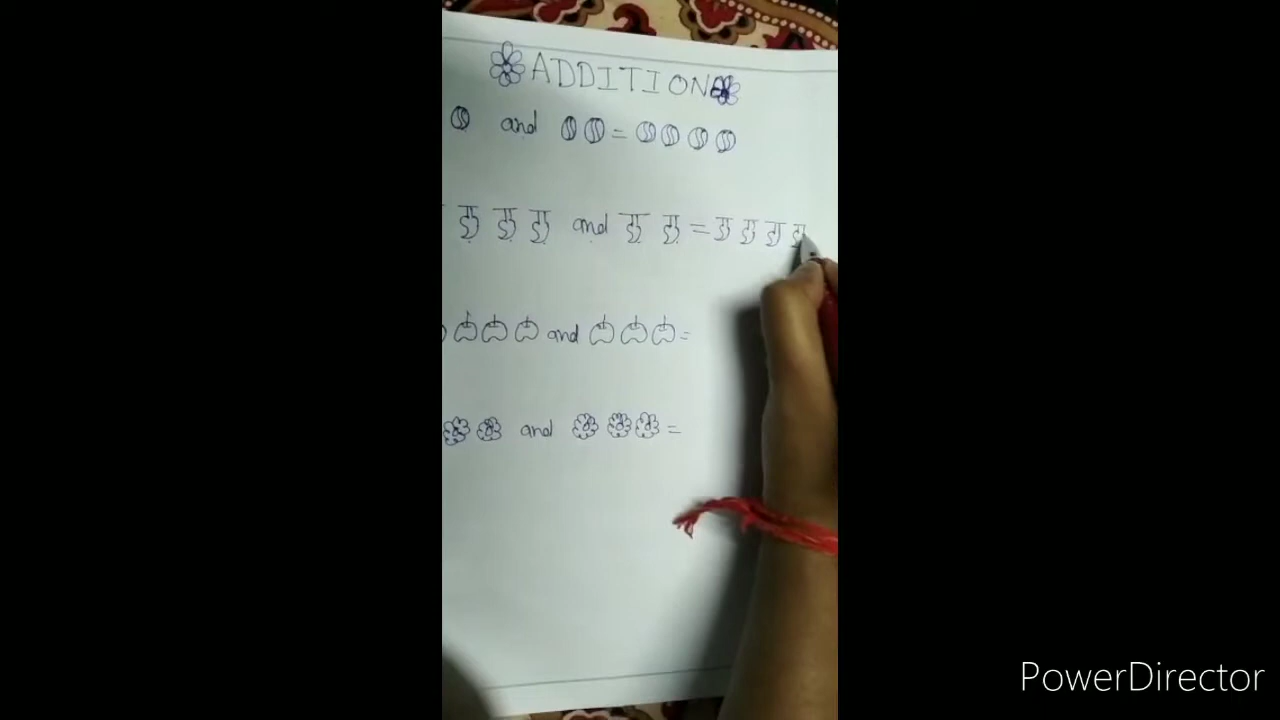 ADDITION
and =
and =
and =
and =
PowerDirector